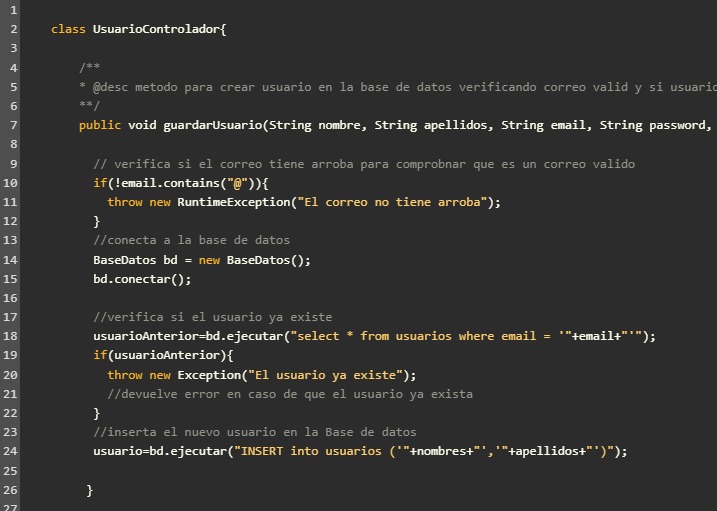 1
2 class UsuarioControlador{
3
4 /**
5 * @desc metodo para crear usuario en la base de datos verificando correo valid y si usuario
6 **/
7 public void guardarUsuario(String nombre, String apellidos, String email, String password,
8
9 // verifica si el correo tiene arroba para comprobnar que es un correo valido
10 if(!email.contains("@")){
11 throw new RuntimeException("El correo no tiene arroba");
12 }
13 //conecta a la base de datos
14 BaseDatos bd = new BaseDatos();
15 bd.conectar();
16
17 //verifica si el usuario ya existe
18 usuarioAnterior=bd.ejecutar("select * from usuarios where email = '"+email+"'");
19 if(usuarioAnterior){
20 throw new Exception("El usuario ya existe");
21 //devuelve error en caso de que el usuario ya exista
22 }
23 //inserta el nuevo usuario en la Base de datos
24 usuario=bd.ejecutar("INSERT into usuarios ('"+nombres+"','"+apellidos+"')");
25
26 }
27